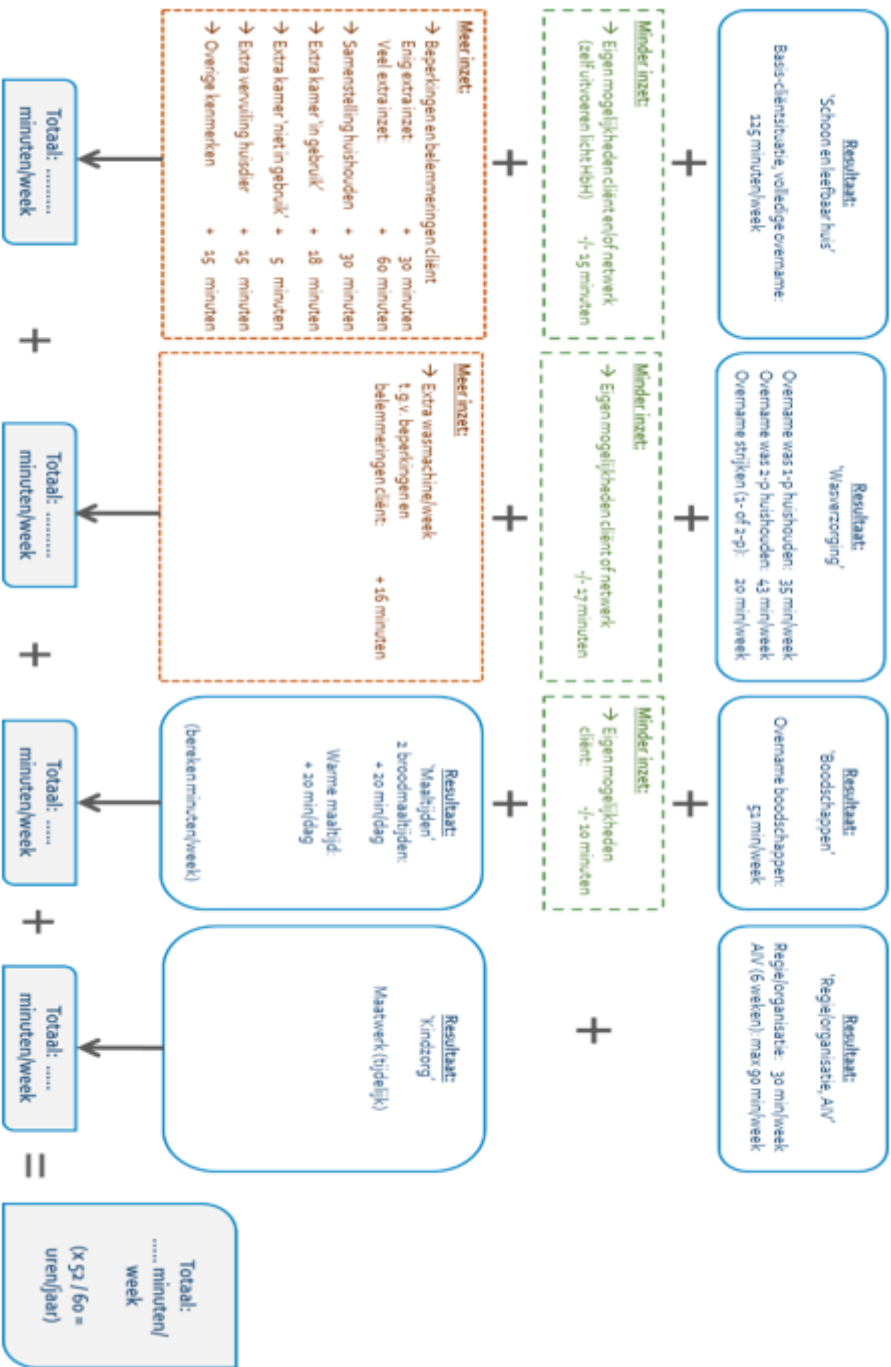 Resultaat:
'Schoon en leefbaar huis'
Basis-cliëntsituatie, volledige overname:
125 minuten/week
Resultaat:
'Wasverzorging'
Overname was 1-p huishouden: 35 min/week
Overname was 2-p huishouden: 43 min/week
Overname strijken (1- of 2-p): 20 min/week
Resultaat:
'Boodschappen'
Overname boodschappen:
51 min/week
Resultaat:
'Regie/organisatie, AIV'
Regie/organisatie: 30 min/week
AIV (6 weken): max 90 min/week
+
+
+
+
Minder inzet:
→ Eigen mogelijkheden cliënt en/of netwerk
(zelf uitvoeren licht HbH) -/- 15 minuten
Minder inzet:
→ Eigen mogelijkheden cliënt of netwerk
-/- 17 minuten
Minder inzet:
→ Eigen mogelijkheden
cliënt: -/- 10 minuten
+
+
+
Meer inzet:
→ Beperkingen en belemmeringen cliënt
Enig extra inzet: + 30 minuten
Veel extra inzet: + 60 minuten
→ Samenstelling huishouden + 30 minuten
→ Extra kamer 'in gebruik' + 18 minuten
→ Extra kamer 'niet in gebruik' + 5 minuten
→ Extra vervuiling huisdier + 15 minuten
→ Overige kenmerken + 15 minuten
Meer inzet:
→ Extra wasmachine/week
t.g.v. beperkingen en
belemmeringen cliënt: + 16 minuten
Resultaat:
'Maaltijden'
2 broodmaaltijden:
+ 20 min/dag
Warme maaltijd:
+ 20 min/dag
(bereken minuten/week)
Resultaat:
'Kindzorg'
Maatwerk (tijdelijk)
Totaal: .........
minuten/week
+
Totaal: .........
minuten/week
+
Totaal: .....
minuten/week
+
Totaal: .....
minuten/week
=
Totaal:
..... minuten/
week
(x 52 / 60 =
uren/jaar)